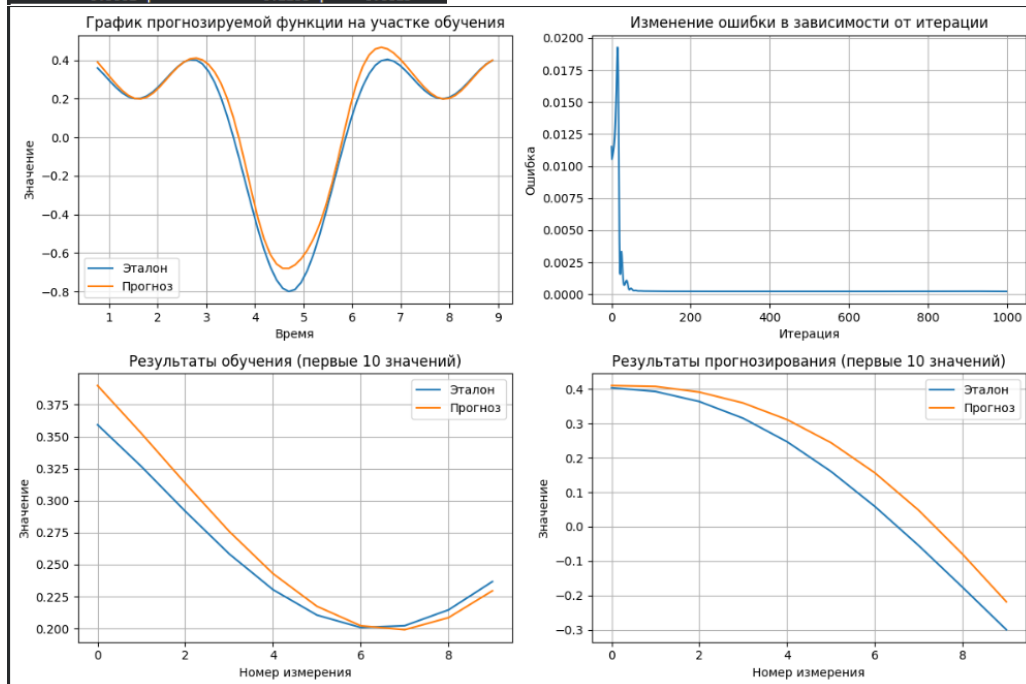 График прогнозируемой функции на участке обучения
0.4
0.2
0.0
−0.2
−0.4
−0.6
−0.8
Значение
Эталон
Прогноз
1 2 3 4 5 6 7 8 9
Время
Изменение ошибки в зависимости от итерации
0.0200
0.0175
0.0150
0.0125
0.0100
0.0075
0.0050
0.0025
0.0000
Ошибка
0 200 400 600 800 1000
Итерация
Результаты обучения (первые 10 значений)
Эталон
Прогноз
0.375
0.350
0.325
0.300
0.275
0.250
0.225
0.200
Значение
0 2 4 6 8
Номер измерения
Результаты прогнозирования (первые 10 значений)
Эталон
Прогноз
0.4
0.3
0.2
0.1
0.0
−0.1
−0.2
−0.3
Значение
0 2 4 6 8
Номер измерения